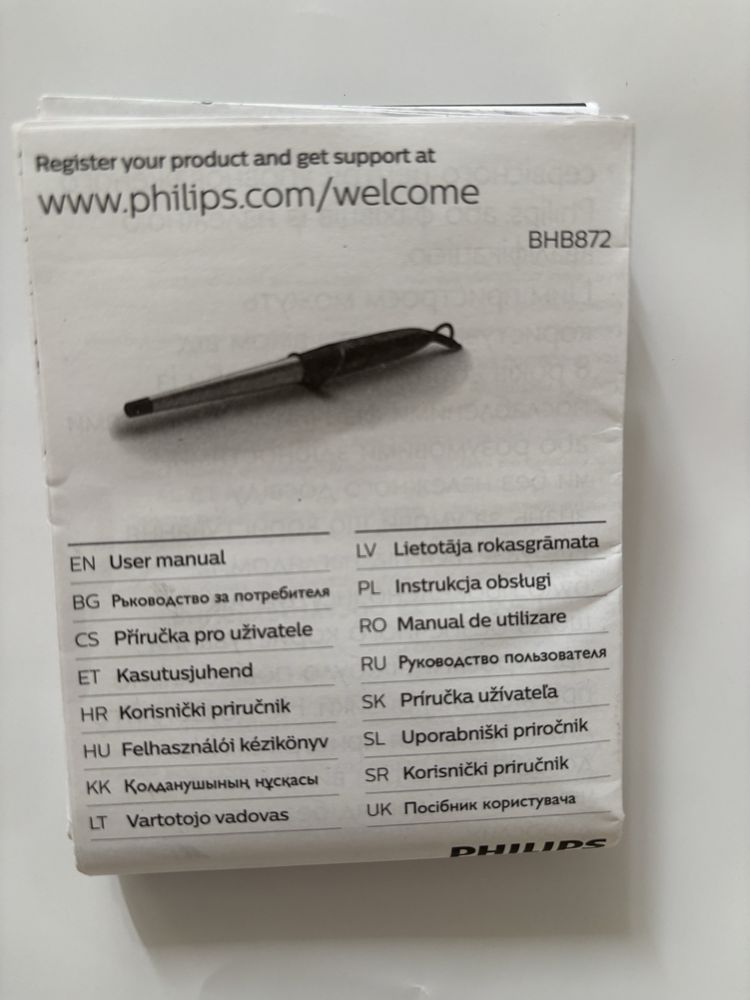 Register your product and get support at
www.philips.com/welcome
BHB872
EN User manual
BG Ръководство за потребителя
CS Příručka pro uživatele
ET Kasutusjuhend
HR Korisnički priručnik
HU Felhasználói kézikönyv
KK Қолданушының нұсқасы
LT Vartotojo vadovas
LV Lietotāja rokasgrāmata
PL Instrukcja obsługi
RO Manual de utilizare
RU Руководство пользователя
SK Príručka užívateľa
SL Uporabniški priročnik
SR Korisnički priručnik
UK Посібник користувача
PHILIPS